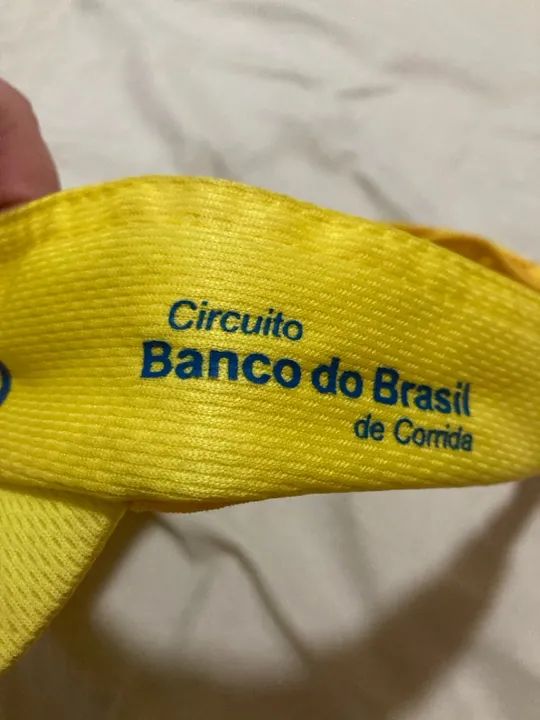 Circuito
Banco do Brasil
de Corrida